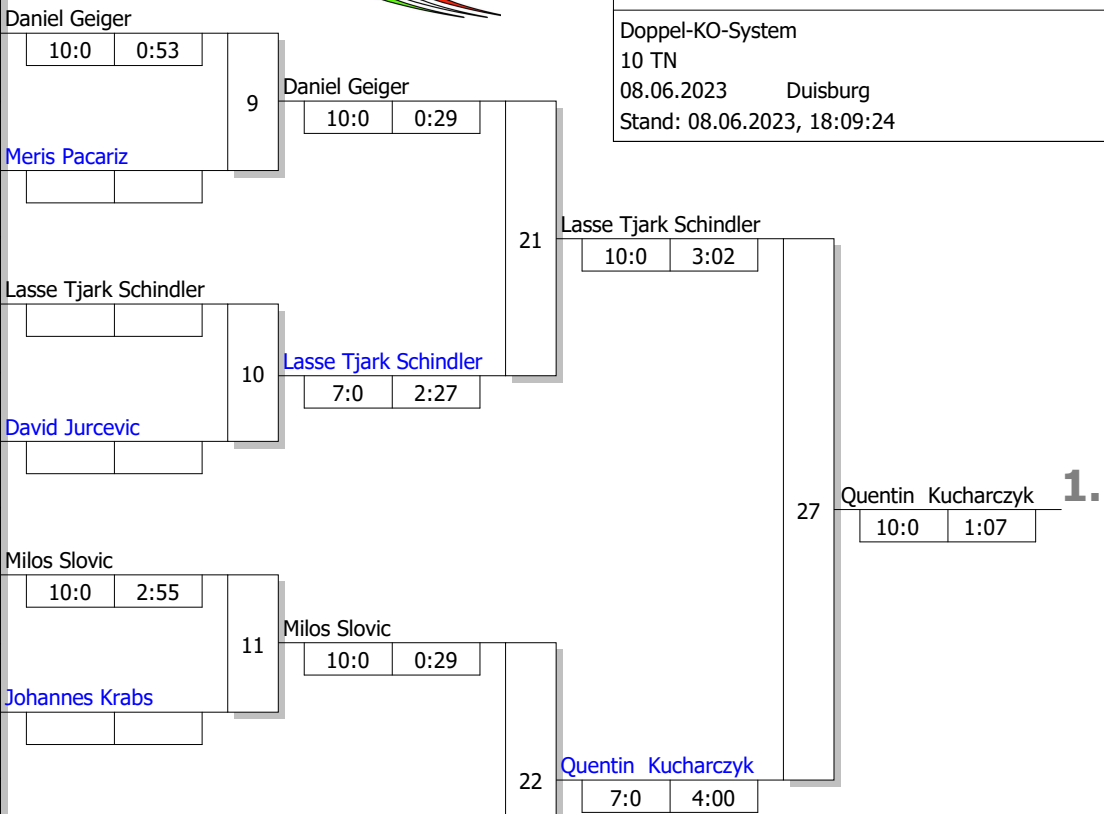 Daniel Geiger
10:0 0:53
9
Meris Pacariz
Daniel Geiger
10:0 0:29
Doppel-KO-System
10 TN
08.06.2023 Duisburg
Stand: 08.06.2023, 18:09:24
21
Lasse Tjark Schindler
10:0 3:02
Lasse Tjark Schindler
10
David Jurcevic
Lasse Tjark Schindler
7:0 2:27
27
Quentin Kucharczyk 1.
10:0 1:07
Milos Slovic
10:0 2:55
11
Johannes Krabs
Milos Slovic
10:0 0:29
22
Quentin Kucharczyk
7:0 4:00